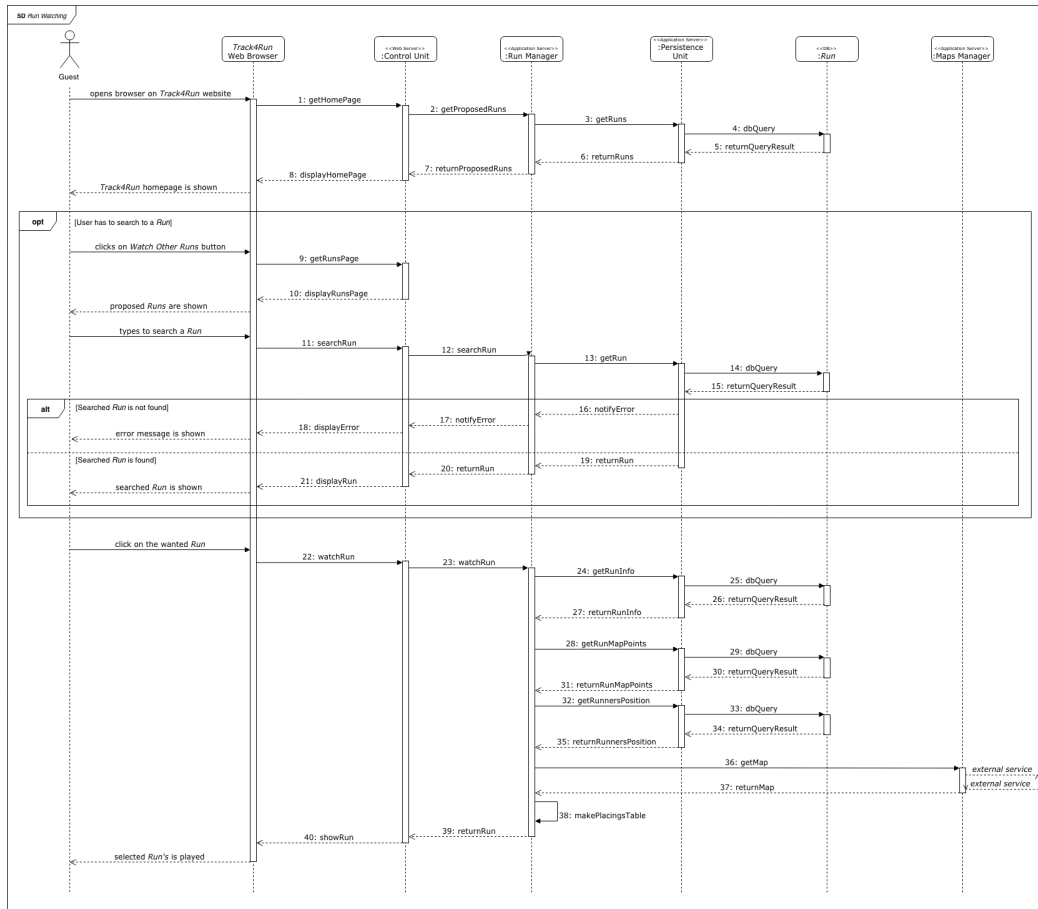 SD Run Watching
Guest
Track4Run
Web Browser
<<Web Server>>
:Control Unit
<<Application Server>>
:Run Manager
<<Application Server>>
:Persistence
Unit
<<DB>>
:Run
<<Application Server>>
:Maps Manager
opens browser on Track4Run website
1: getHomePage
2: getProposedRuns
3: getRuns
4: dbQuery
5: returnQueryResult
6: returnRuns
7: returnProposedRuns
8: displayHomePage
Track4Run homepage is shown
opt
[User has to search to a Run]
clicks on Watch Other Runs button
9: getRunsPage
10: displayRunsPage
proposed Runs are shown
types to search a Run
11: searchRun
12: searchRun
13: getRun
14: dbQuery
15: returnQueryResult
alt
[Searched Run is not found]
16: notifyError
17: notifyError
18: displayError
error message is shown
[Searched Run is found]
19: returnRun
20: returnRun
21: displayRun
searched Run is shown
click on the wanted Run
22: watchRun
23: watchRun
24: getRunInfo
25: dbQuery
26: returnQueryResult
27: returnRunInfo
28: getRunMapPoints
29: dbQuery
30: returnQueryResult
31: returnRunMapPoints
32: getRunnersPosition
33: dbQuery
34: returnQueryResult
35: returnRunnersPosition
36: getMap
external service
external service
37: returnMap
38: makePlacingsTable
39: returnRun
40: showRun
selected Run's is played